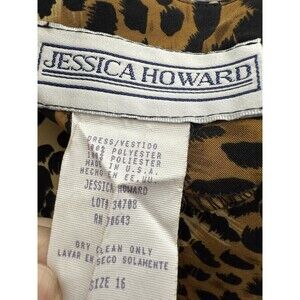 JESSICA HOWARD
DRESS/VESTIDO
100% POLYESTER
100% POLIESTER
MADE IN U.S.A.
HECHO EN EE.UU.
JESSICA HOWARD
LOT# 34708
RN 70643
DRY CLEAN ONLY
LAVAR EN SECO SOLAMENTE
SIZE 16